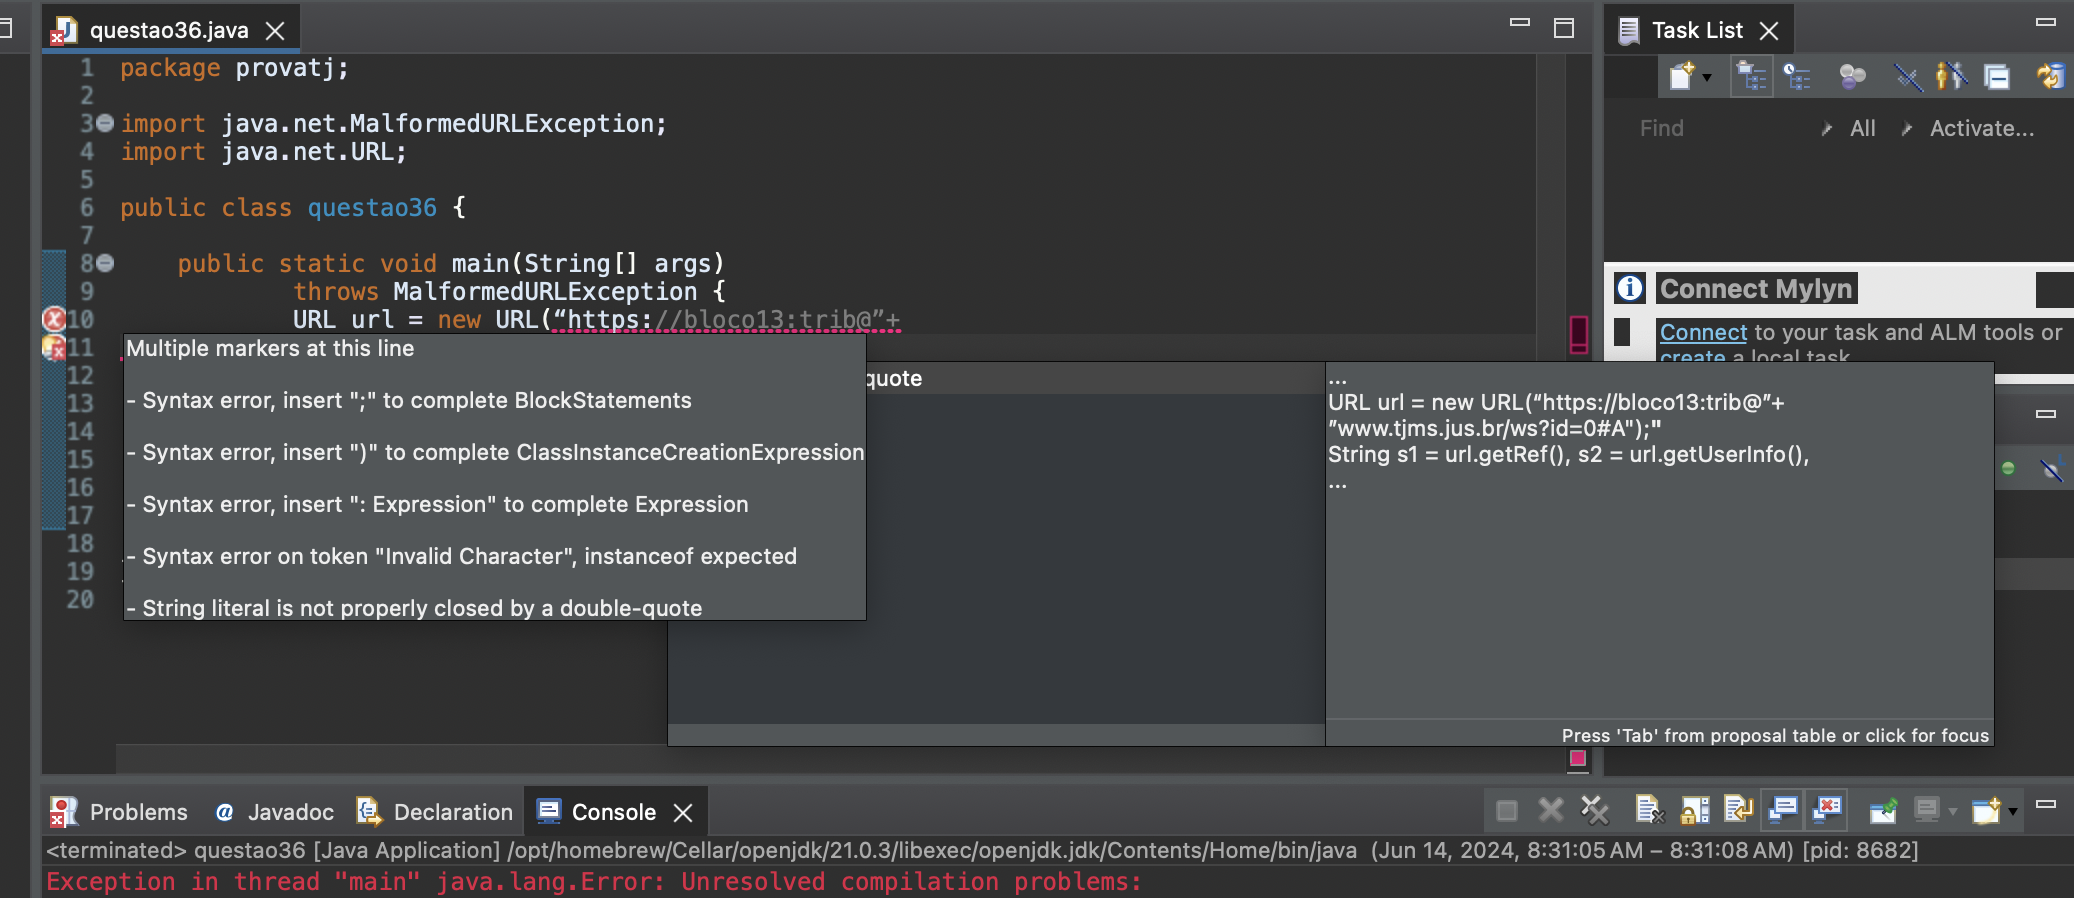 questao36.java
Task List
1 package provatj;
2
3 import java.net.MalformedURLException;
4 import java.net.URL;
5
6 public class questao36 {
7
8 public static void main(String[] args)
9 throws MalformedURLException {
10 URL url = new URL(“https://bloco13:trib@”+
11
12
13
14
15
16
17
18
19
20
Multiple markers at this line
- Syntax error, insert ";" to complete BlockStatements
- Syntax error, insert ")" to complete ClassInstanceCreationExpression
- Syntax error, insert ": Expression" to complete Expression
- Syntax error on token "Invalid Character", instanceof expected
- String literal is not properly closed by a double-quote
quote
...
URL url = new URL(“https://bloco13:trib@”+
”www.tjms.jus.br/ws?id=0#A");"
String s1 = url.getRef(), s2 = url.getUserInfo(),
...
Press 'Tab' from proposal table or click for focus
Find
All
Activate...
Connect Mylyn
Connect to your task and ALM tools or
create a local task
Problems
@ Javadoc
Declaration
Console
<terminated> questao36 [Java Application] /opt/homebrew/Cellar/openjdk/21.0.3/libexec/openjdk.jdk/Contents/Home/bin/java (Jun 14, 2024, 8:31:05 AM – 8:31:08 AM) [pid: 8682]
Exception in thread "main" java.lang.Error: Unresolved compilation problems: